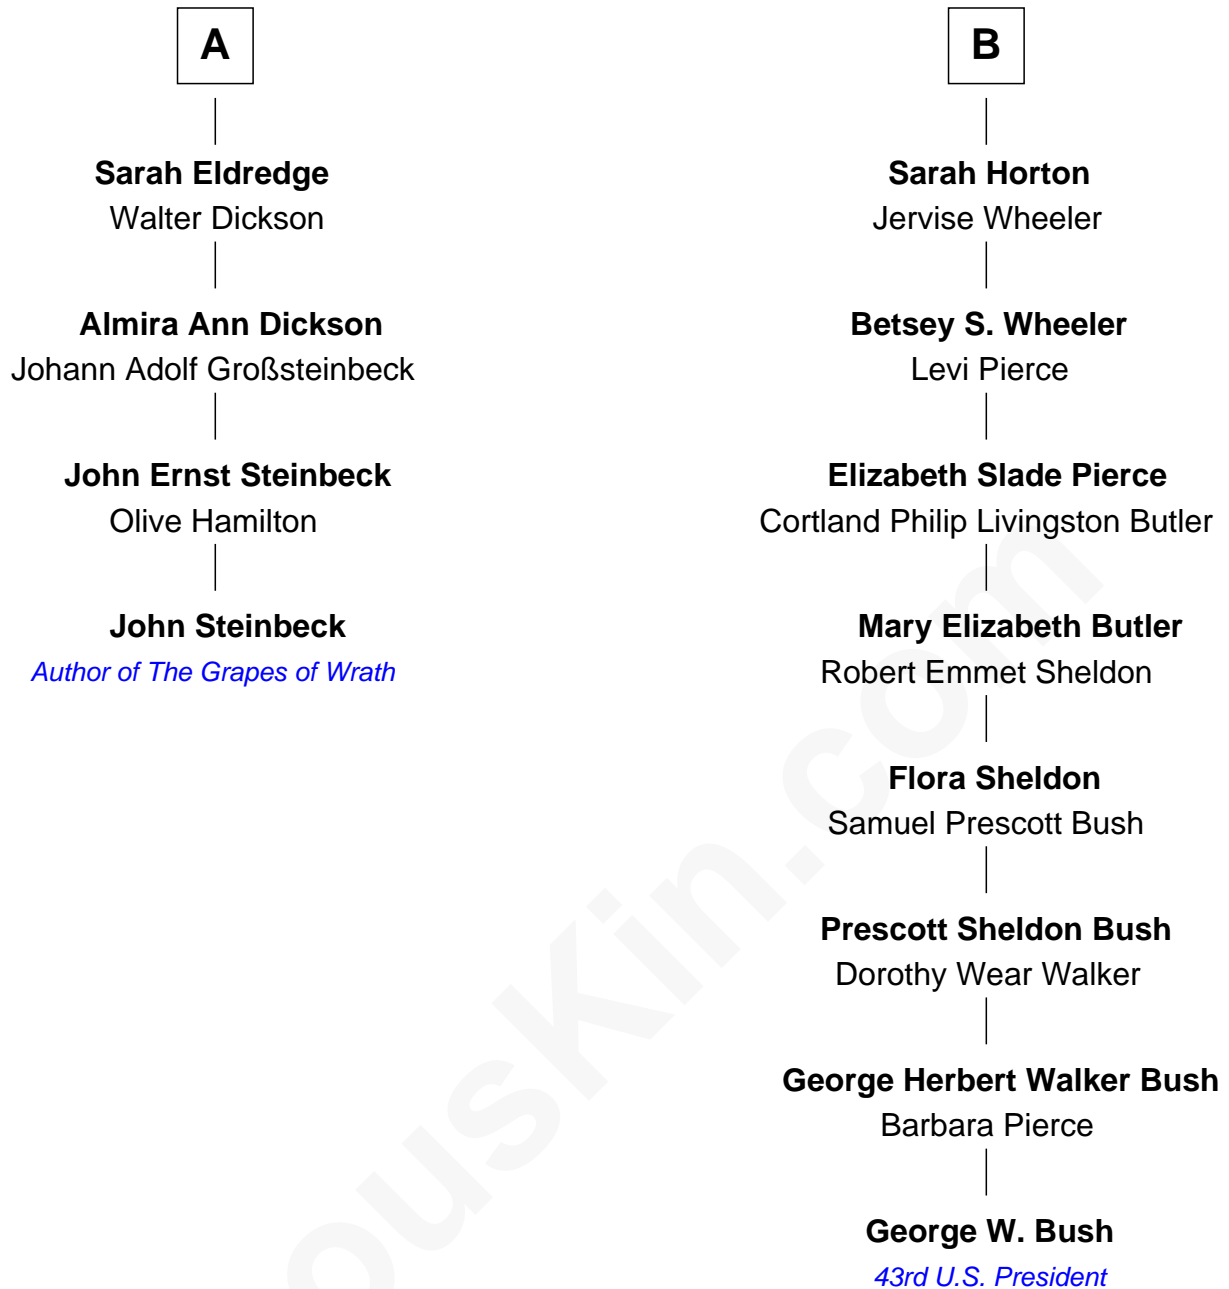 A
Sarah Eldredge
Walter Dickson
Almira Ann Dickson
Johann Adolf Großsteinbeck
John Ernst Steinbeck
Olive Hamilton
John Steinbeck
Author of The Grapes of Wrath
B
Sarah Horton
Jervise Wheeler
Betsey S. Wheeler
Levi Pierce
Elizabeth Slade Pierce
Cortland Philip Livingston Butler
Mary Elizabeth Butler
Robert Emmet Sheldon
Flora Sheldon
Samuel Prescott Bush
Prescott Sheldon Bush
Dorothy Wear Walker
George Herbert Walker Bush
Barbara Pierce
George W. Bush
43rd U.S. President
ousKin.com